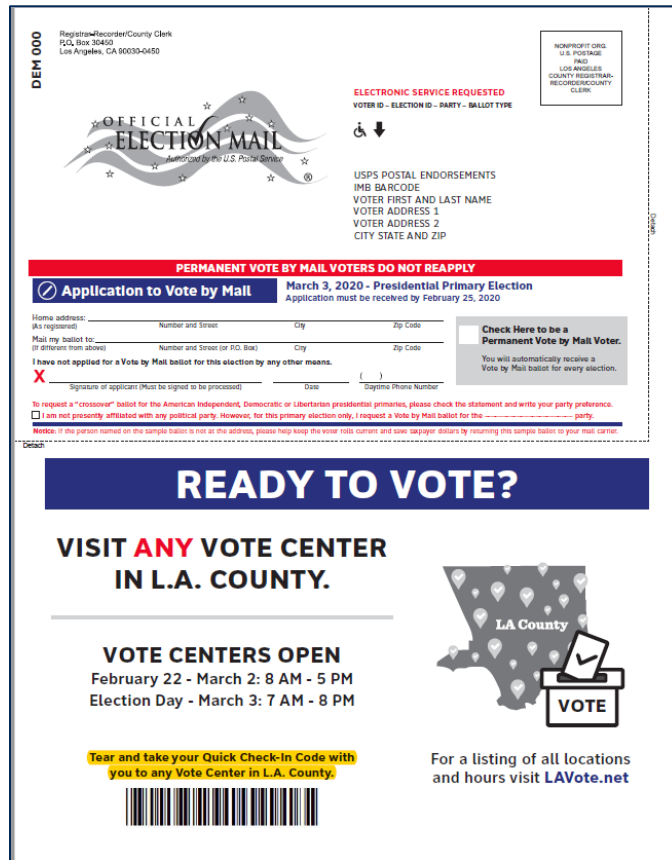 DEM 000
Registrar-Recorder/County Clerk
P.O. Box 30450
Los Angeles, CA 90030-0450
NONPROFIT ORG.
U.S. POSTAGE
PAID
LOS ANGELES
COUNTY REGISTRAR-
RECORDER/COUNTY
CLERK
OFFICIAL
ELECTION MAIL
Authorized by the U.S. Postal Service
®
ELECTRONIC SERVICE REQUESTED
VOTER ID – ELECTION ID – PARTY – BALLOT TYPE
USPS POSTAL ENDORSEMENTS
IMB BARCODE
VOTER FIRST AND LAST NAME
VOTER ADDRESS 1
VOTER ADDRESS 2
CITY STATE AND ZIP
Detach
PERMANENT VOTE BY MAIL VOTERS DO NOT REAPPLY
Application to Vote by Mail
March 3, 2020 - Presidential Primary Election
Application must be received by February 25, 2020
Home address:
(As registered) Number and Street City Zip Code
Mail my ballot to:
(If different from above) Number and Street (or P.O. Box) City Zip Code
I have not applied for a Vote by Mail ballot for this election by any other means.
X ( )
Signature of applicant (Must be signed to be processed) Date Daytime Phone Number
Check Here to be a
Permanent Vote by Mail Voter.
You will automatically receive a
Vote by Mail ballot for every election.
To request a "crossover" ballot for the American Independent, Democratic or Libertarian presidential primaries, please check the statement and write your party preference.
I am not presently affiliated with any political party. However, for this primary election only, I request a Vote by Mail ballot for the party.
Notice: If the person named on the sample ballot is not at the address, please help keep the voter rolls current and save taxpayer dollars by returning this sample ballot to your mail carrier.
Detach
READY TO VOTE?
VISIT ANY VOTE CENTER
IN L.A. COUNTY.
VOTE CENTERS OPEN
February 22 - March 2: 8 AM - 5 PM
Election Day - March 3: 7 AM - 8 PM
Tear and take your Quick Check-In Code with
you to any Vote Center in L.A. County.
LA County
VOTE
For a listing of all locations
and hours visit LAVote.net